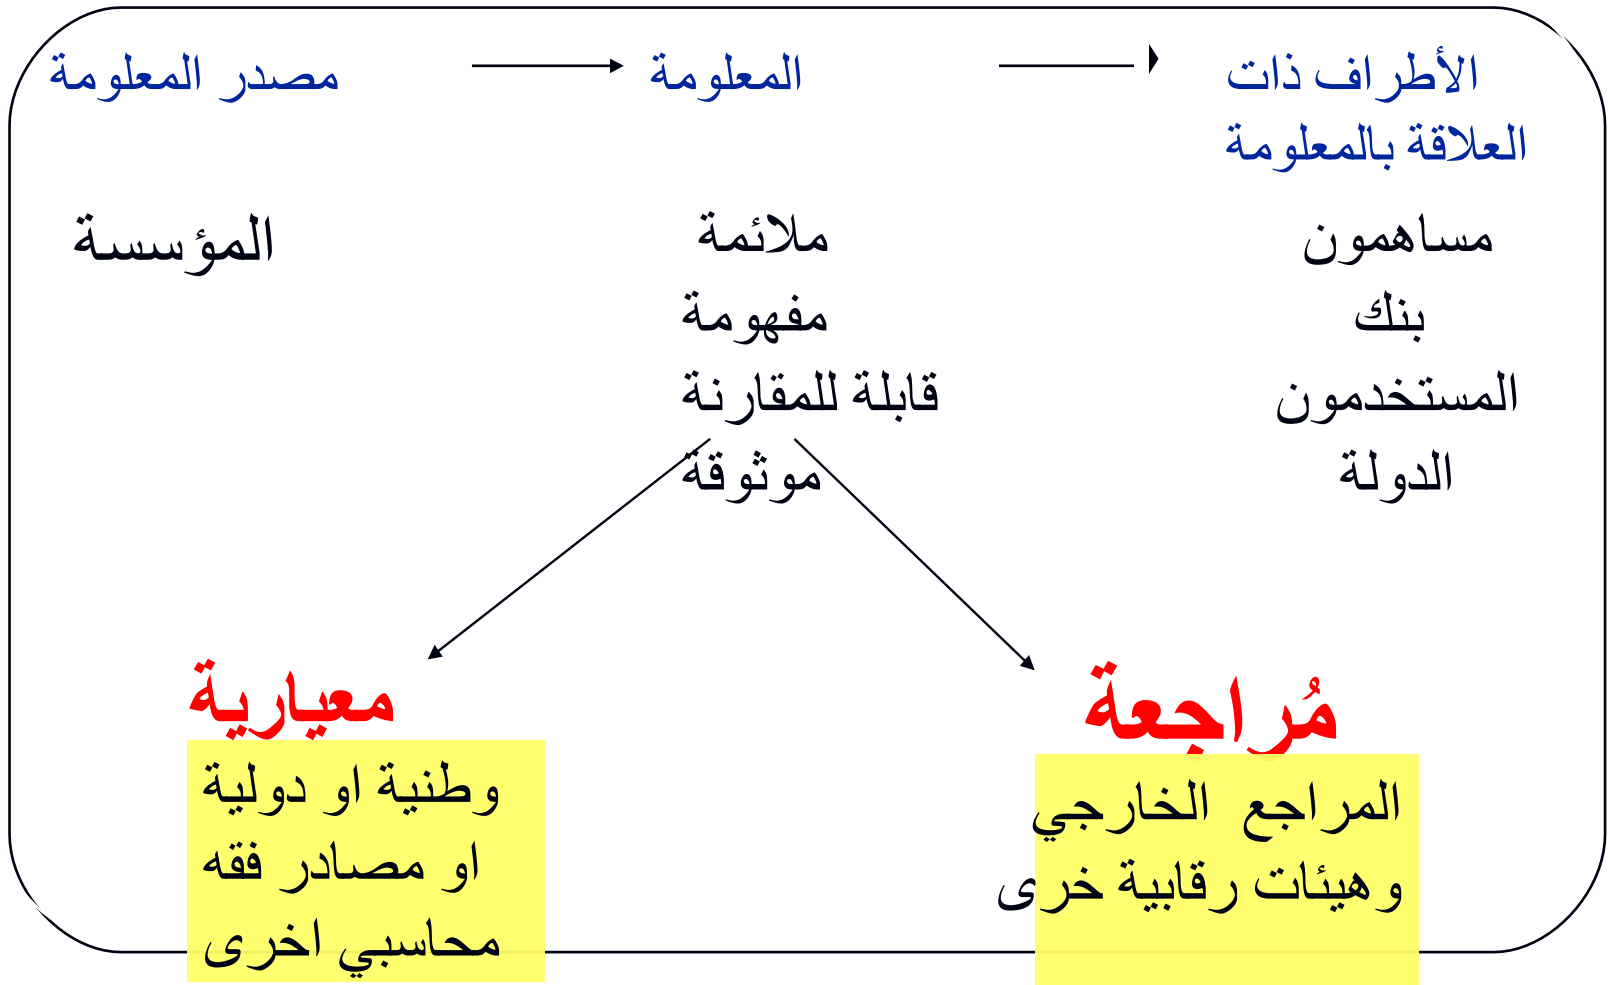 مصدر المعلومة
المعلومة
الأطراف ذات
العلاقة بالمعلومة
المؤسسة
ملائمة
مفهومة
قابلة للمقارنة
موثوقة
مساهمون
بنك
المستخدمون
الدولة
معيارية
وطنية او دولية
او مصادر فقه
محاسبي اخرى
مُراجعة
المراجع الخارجي
وهيئات رقابية خرى